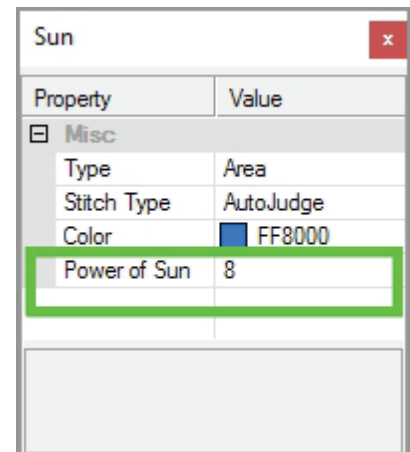 Sun x
Property Value
Misc
Type Area
Stitch Type AutoJudge
Color FF8000
Power of Sun 8